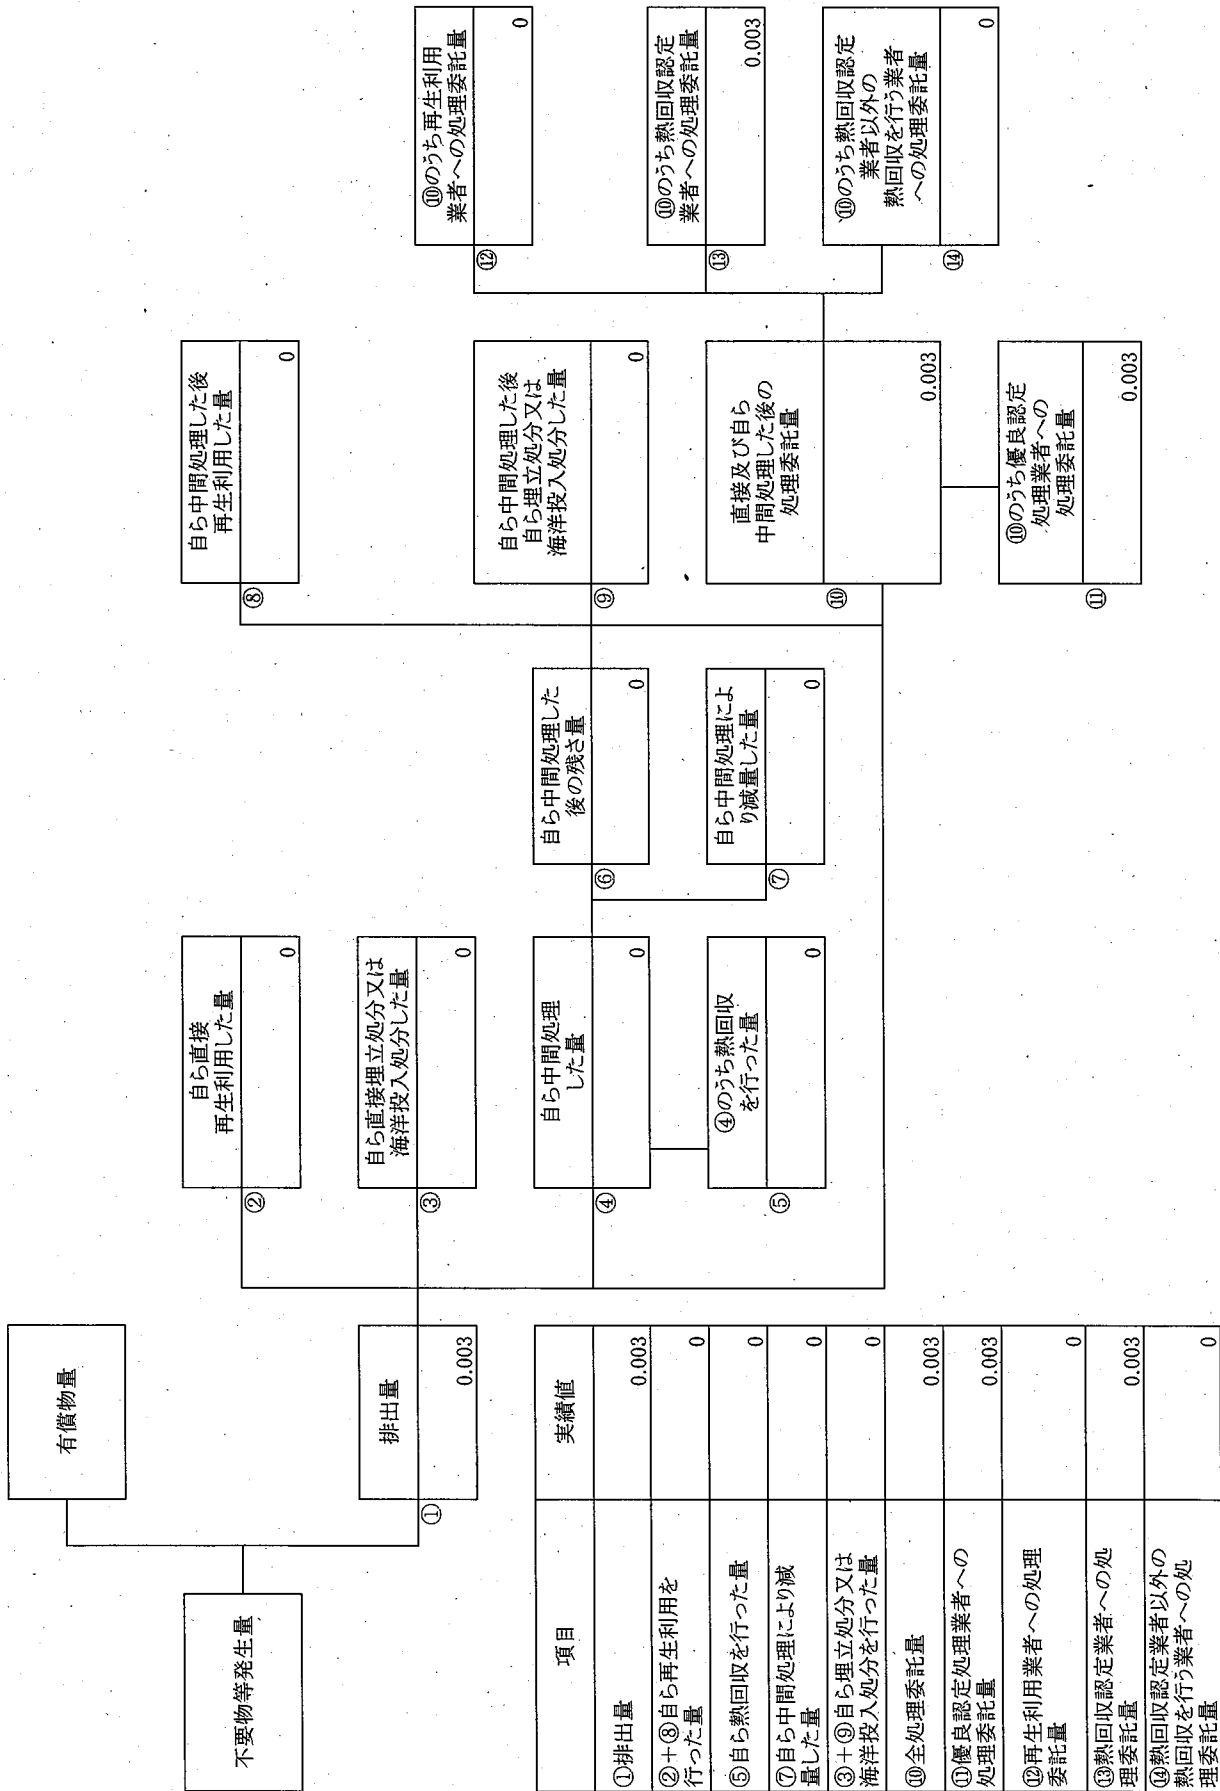 不要物等発生量
有償物量
①
排出量
0.003
②
自ら直接
再生利用した量
0
③
自ら直接埋立処分又は
海洋投入処分した量
0
④
自ら中間処理
した量
0
⑤
④のうち熱回収
を行った量
0
⑥
自ら中間処理した
後の残さ量
0
⑦
自ら中間処理によ
り減量した量
0
⑧
自ら中間処理した後
再生利用した量
0
⑨
自ら中間処理した後
自ら埋立処分又は
海洋投入処分した量
0
⑩
直接及び自ら
中間処理した後の
処理委託量
0.003
⑪
⑩のうち優良認定
処理業者への
処理委託量
0.003
⑫
⑩のうち再生利用
業者への処理委託量
0
⑬
⑩のうち熱回収認定
業者への処理委託量
0.003
⑭
⑩のうち熱回収認定
業者以外の
熱回収を行う業者
への処理委託量
0
項目
実績値
①排出量
0.003
②+⑧自ら再生利用を
行った量
0
⑤自ら熱回収を行った量
0
⑦自ら中間処理により減
量した量
0
③+⑨自ら埋立処分又は
海洋投入処分を行った量
0
⑩全処理委託量
0.003
⑪優良認定処理業者への
処理委託量
0.003
⑫再生利用業者への処理
委託量
0
⑬熱回収認定業者への処
理委託量
0.003
⑭熱回収認定業者以外の
熱回収を行う業者への処
理委託量
0